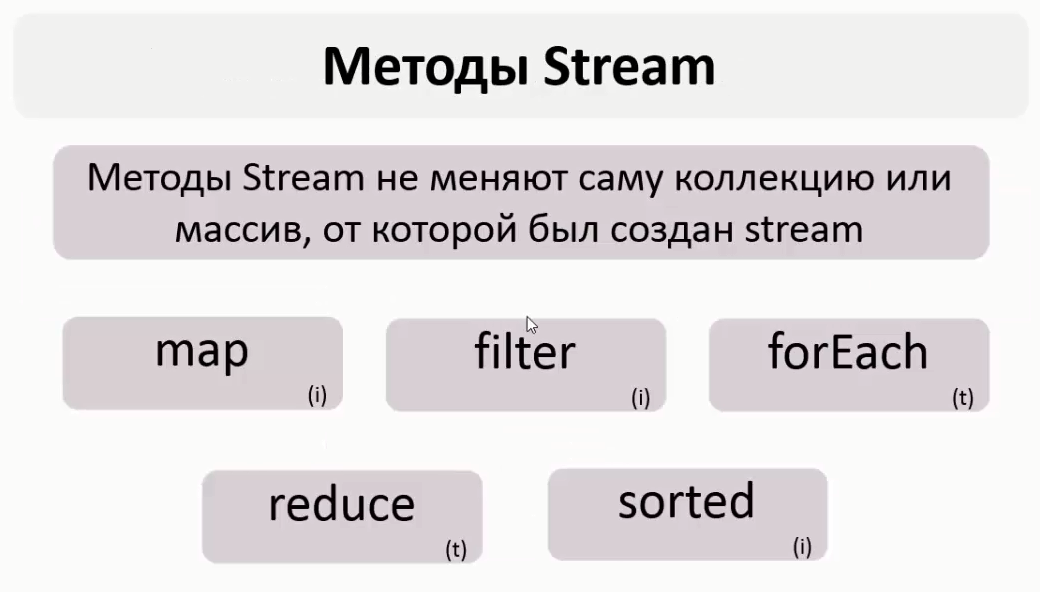 Методы Stream
Методы Stream не меняют саму коллекцию или
массив, от которой был создан stream
map
(i)
filter
(i)
forEach
(t)
reduce
(t)
sorted
(i)